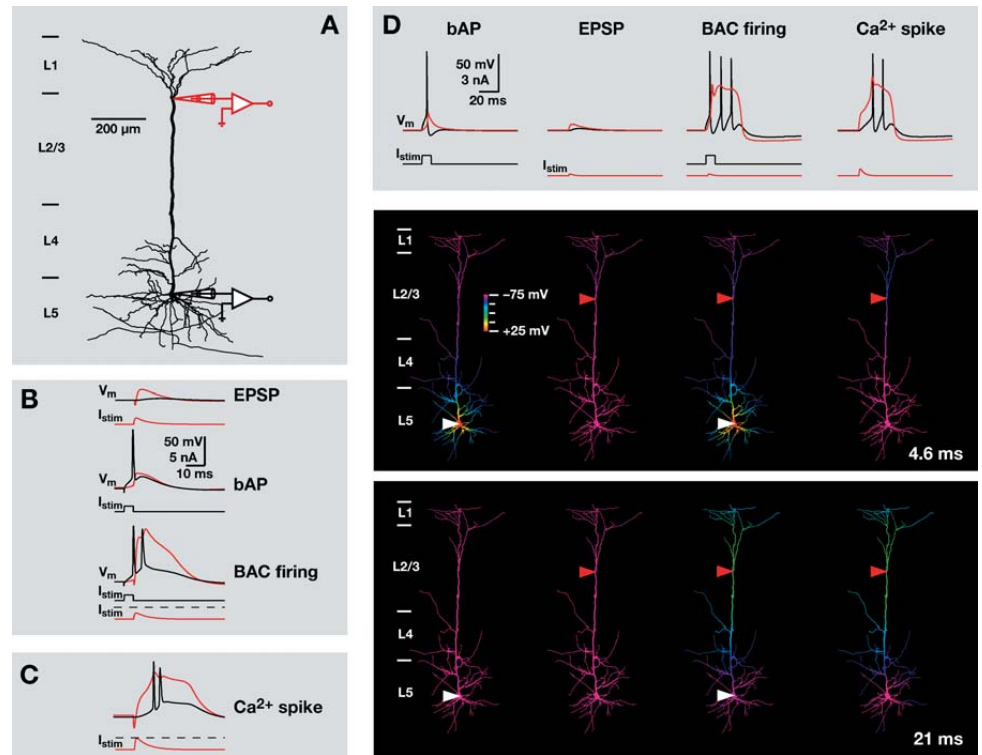 A
L1
200 µm
L2/3
L4
L5
B
Vm
EPSP
Istim
50 mV
5 nA
10 ms
Vm
bAP
Istim
Vm
BAC firing
Istim
Istim
C
Ca2+ spike
Istim
D
bAP
EPSP
BAC firing
Ca2+ spike
50 mV
3 nA
20 ms
Vm
Istim
Istim
L1
L2/3
−75 mV
+25 mV
L4
L5
4.6 ms
L1
L2/3
L4
L5
21 ms